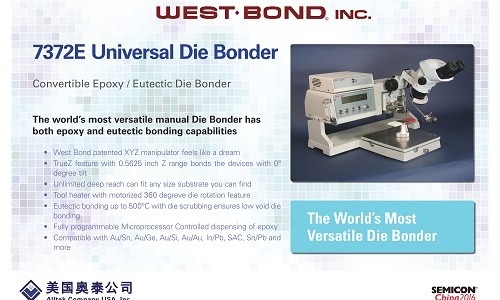 WEST·BOND INC.
7372E Universal Die Bonder
Convertible Epoxy / Eutectic Die Bonder
The world's most versatile manual Die Bonder has
both epoxy and eutectic bonding capabilities
• West Bond patented XYZ manipulator feels like a dream
• TrueZ feature with 0.5625 inch Z range bonds the devices with 0°
degree tilt
• Unlimited deep reach can fit any size substrate you can find
• Tool heater with motorized 360 degreve die rotation feature
• Eutectic bonding up to 500°C with die scrubbing ensures low void die
bonding
• Fully programmable Microprocessor Controlled dispensing of epoxy
• Compatible with Au/Sn, Au/Ge, Au/Si, Au/Au, In/Pb, SAC, Sn/Pb and
more
The World's Most
Versatile Die Bonder
美国奥泰公司
Alltek Company USA, Inc
SEMICON
China2016